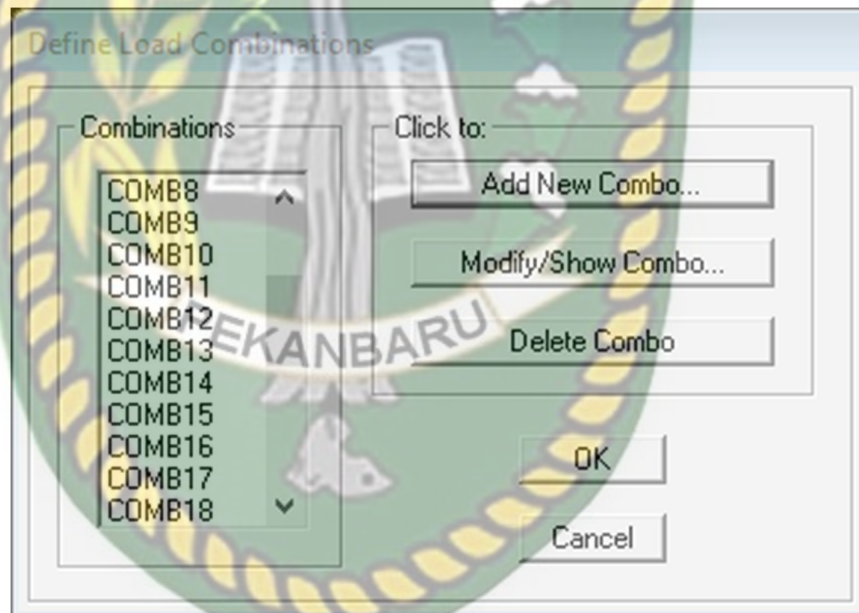 Define Load Combinations
Combinations
COMB8
COMB9
COMB10
COMB11
COMB12
COMB13
COMB14
COMB15
COMB16
COMB17
COMB18
Click to:
Add New Combo...
Modify/Show Combo...
Delete Combo
OK
Cancel
PEKANBARU